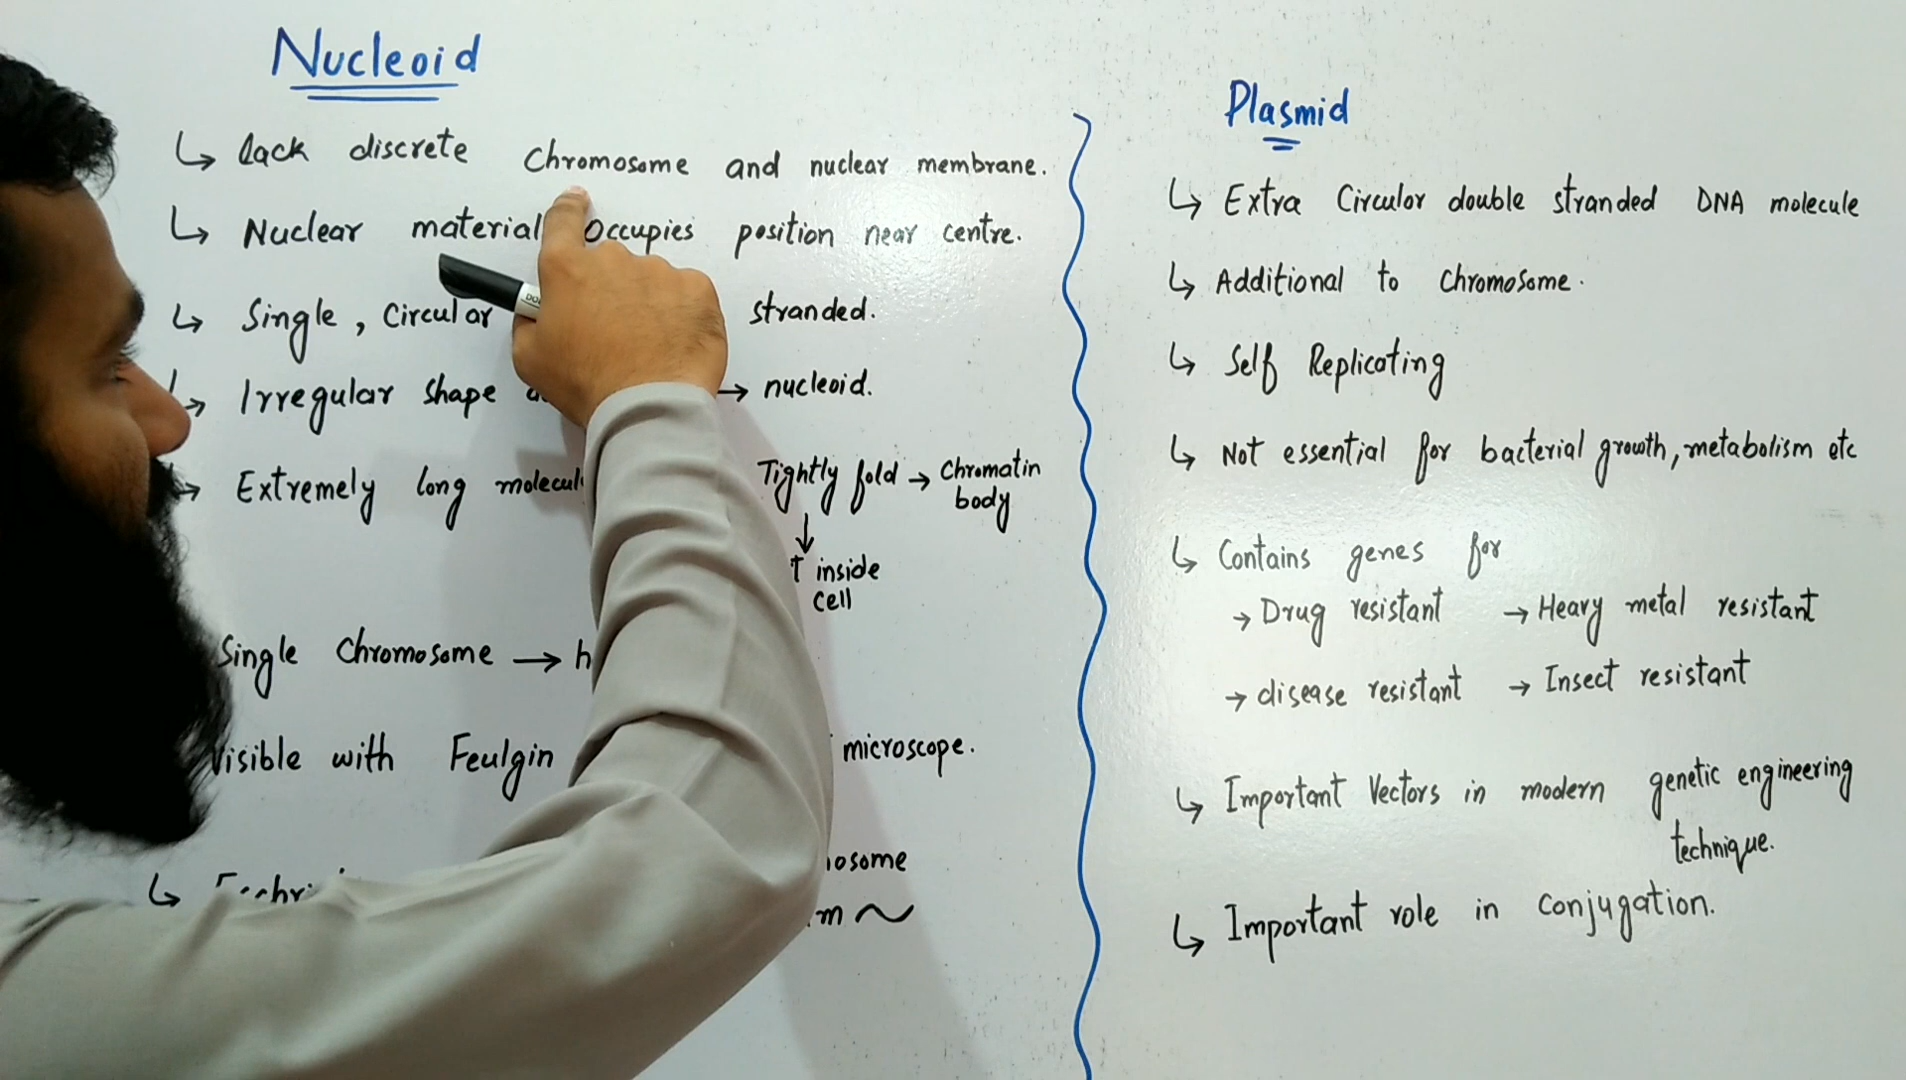 Nucleoid
↳ Lack discrete Chromosome and nuclear membrane.
↳ Nuclear material occupies position near centre.
↳ Single, Circular stranded.
↳ Irregular shape → nucleoid.
Extremely long Tightly fold → Chromatin body
↓
↑ inside cell
Single Chromosome →
Visible with Feulgin microscope.
Plasmid
↳ Extra Circular double stranded DNA molecule
↳ Additional to Chromosome.
↳ Self Replicating
↳ Not essential for bacterial growth, metabolism etc
↳ Contains genes for
→ Drug resistant → Heavy metal resistant
→ disease resistant → Insect resistant
↳ Important Vectors in modern genetic engineering technique.
↳ Important role in Conjugation.